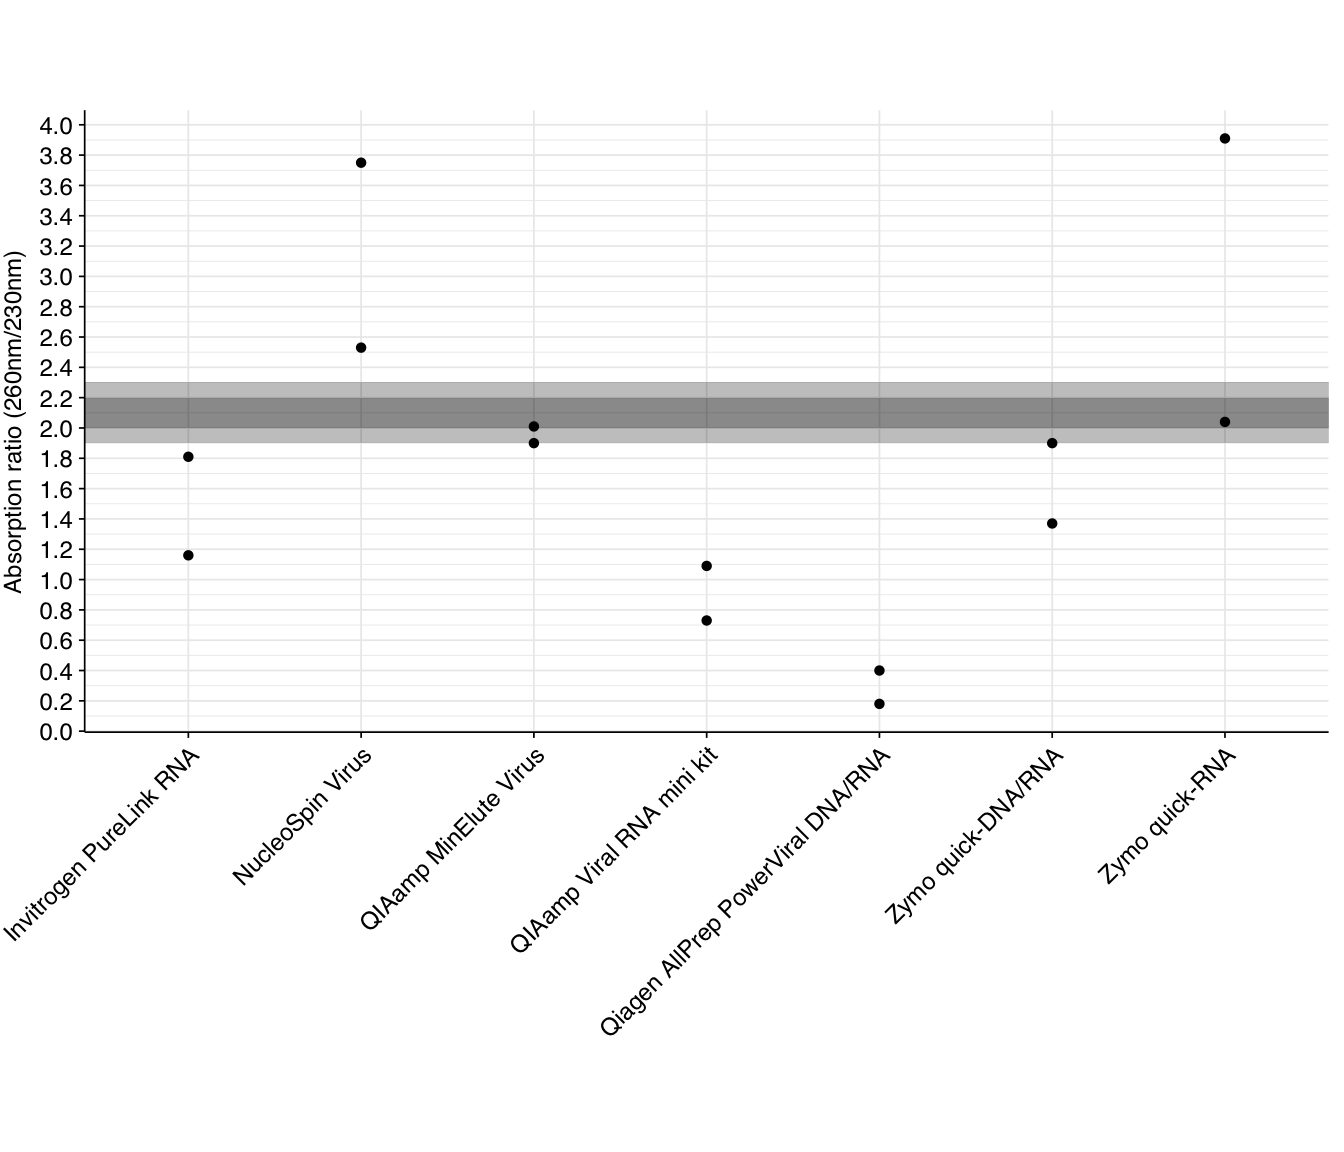 Absorption ratio (260nm/230nm)
4.0
3.8
3.6
3.4
3.2
3.0
2.8
2.6
2.4
2.2
2.0
1.8
1.6
1.4
1.2
1.0
0.8
0.6
0.4
0.2
0.0
Invitrogen PureLink RNA
NucleoSpin Virus
QIAamp MinElute Virus
QIAamp Viral RNA mini kit
Qiagen AllPrep PowerViral DNA/RNA
Zymo quick-DNA/RNA
Zymo quick-RNA